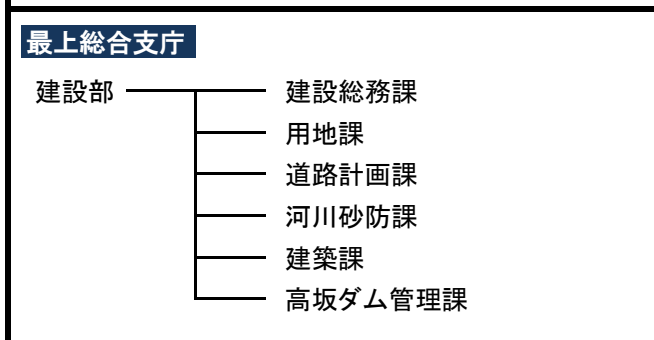 最上総合支庁
建設部 建設総務課
用地課
道路計画課
河川砂防課
建築課
高坂ダム管理課